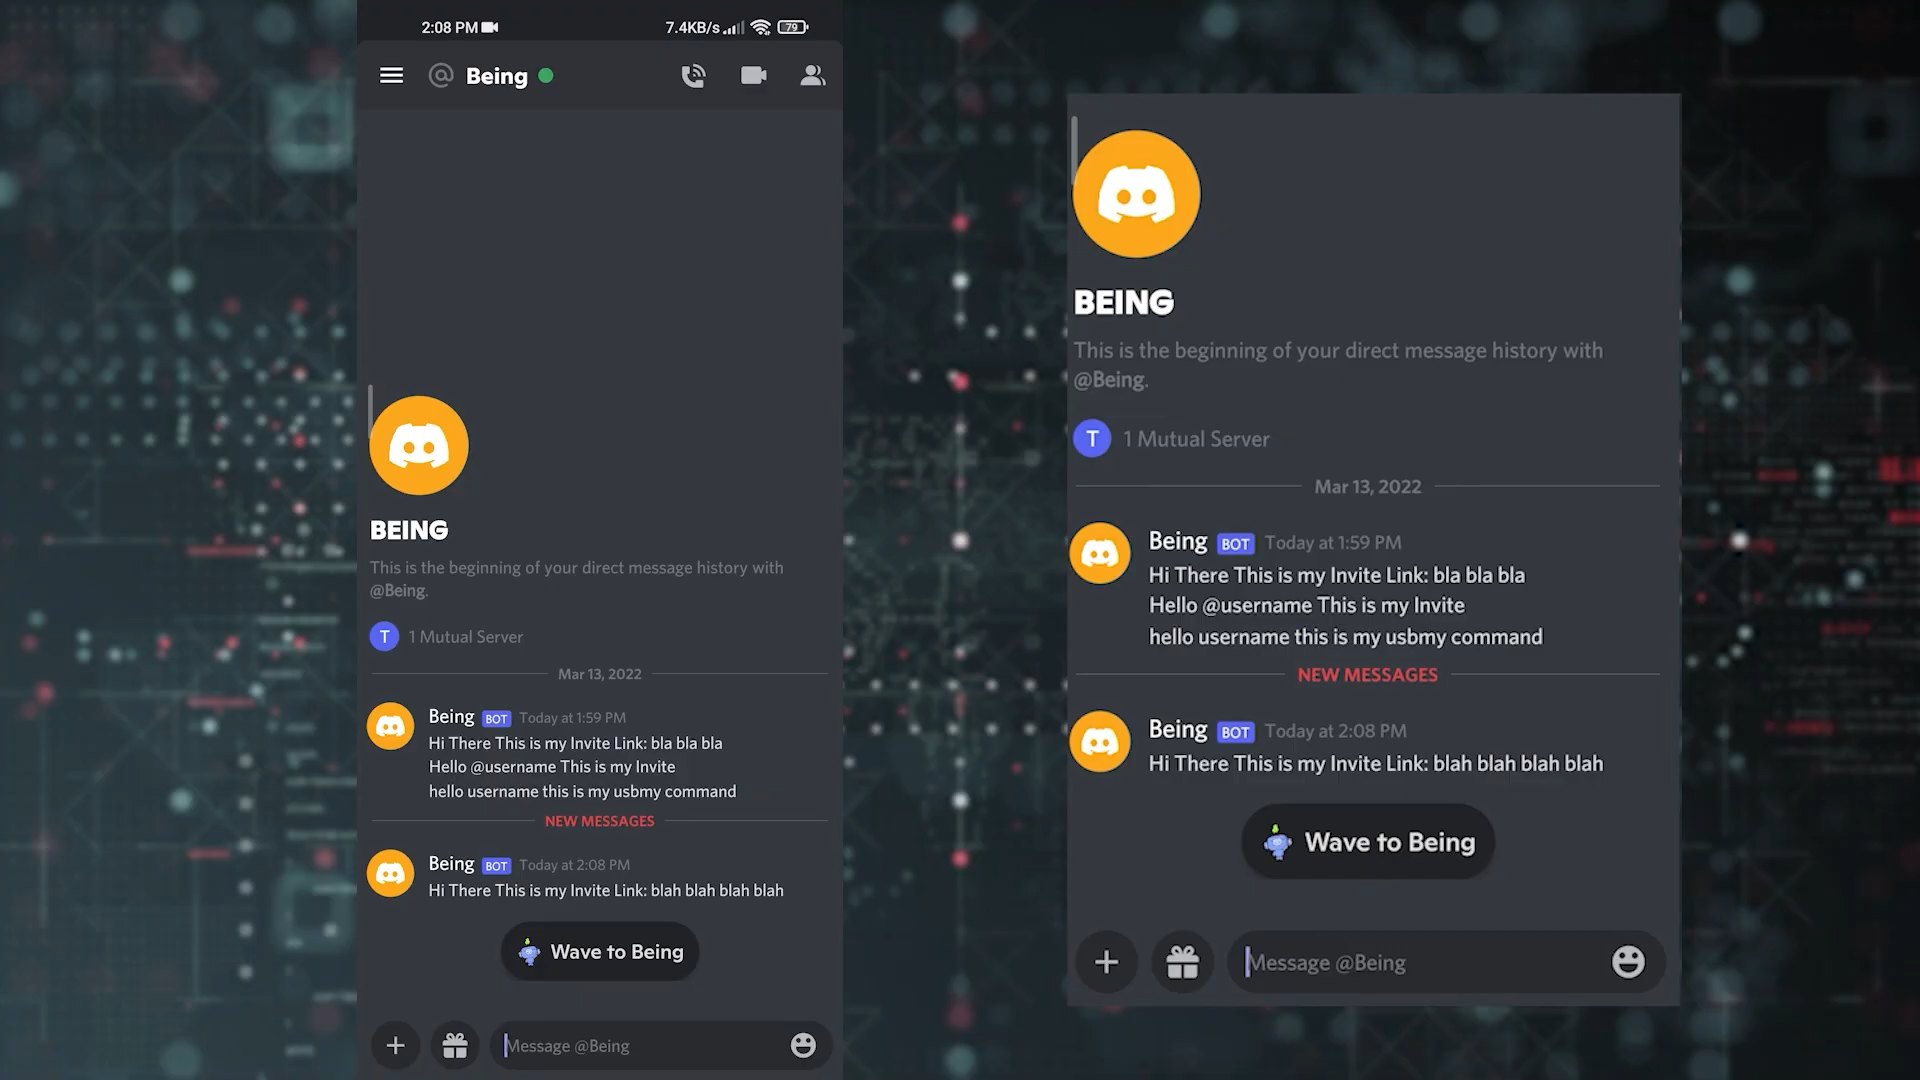 2:08 PM
7.4KB/s
79
@ Being
BEING
This is the beginning of your direct message history with
@Being.
T 1 Mutual Server
Mar 13, 2022
Being BOT Today at 1:59 PM
Hi There This is my Invite Link: bla bla bla
Hello @username This is my Invite
hello username this is my usbmy command
NEW MESSAGES
Being BOT Today at 2:08 PM
Hi There This is my Invite Link: blah blah blah blah
Wave to Being
Message @Being
BEING
This is the beginning of your direct message history with
@Being.
T 1 Mutual Server
Mar 13, 2022
Being BOT Today at 1:59 PM
Hi There This is my Invite Link: bla bla bla
Hello @username This is my Invite
hello username this is my usbmy command
NEW MESSAGES
Being BOT Today at 2:08 PM
Hi There This is my Invite Link: blah blah blah blah
Wave to Being
Message @Being